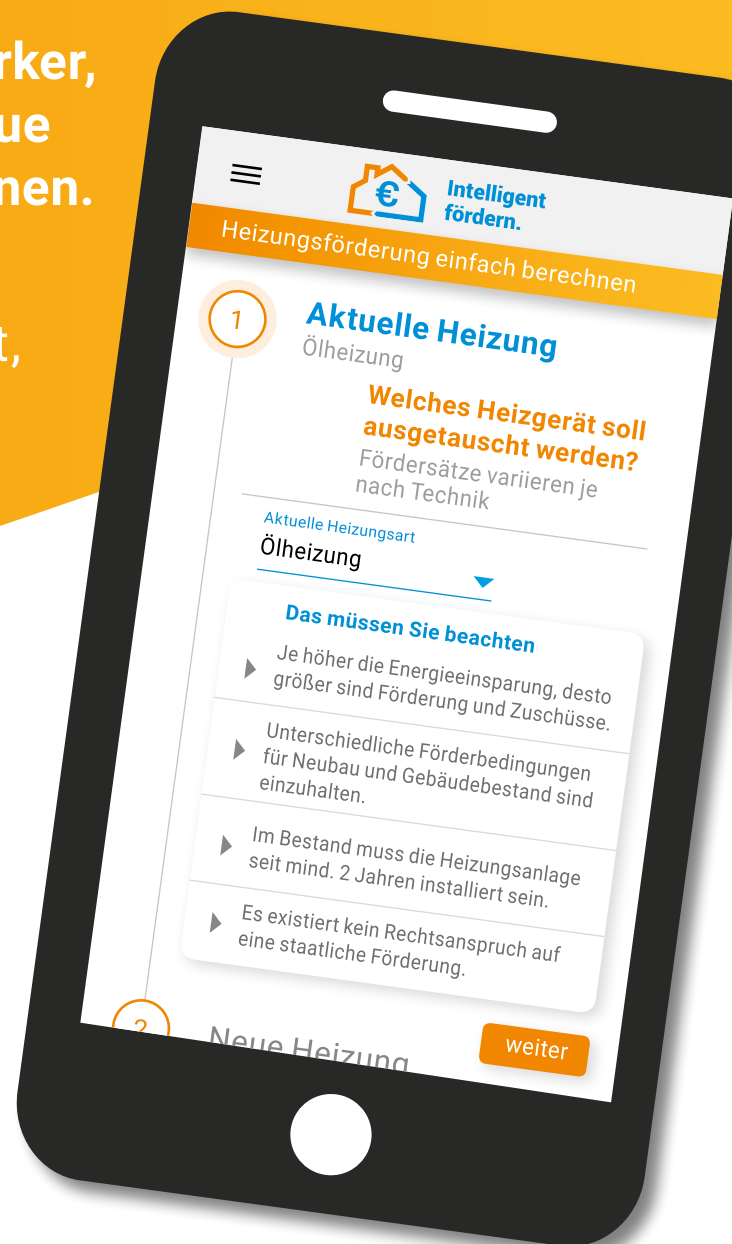 rker,
ue
nen.
t,
Intelligent
fördern.
Heizungsförderung einfach berechnen
1
Aktuelle Heizung
Ölheizung
Welches Heizgerät soll
ausgetauscht werden?
Fördersätze variieren je
nach Technik
Aktuelle Heizungsart
Ölheizung
Das müssen Sie beachten
Je höher die Energieeinsparung, desto
größer sind Förderung und Zuschüsse.
Unterschiedliche Förderbedingungen
für Neubau und Gebäudebestand sind
einzuhalten.
Im Bestand muss die Heizungsanlage
seit mind. 2 Jahren installiert sein.
Es existiert kein Rechtsanspruch auf
eine staatliche Förderung.
2
Neue Heizung
weiter